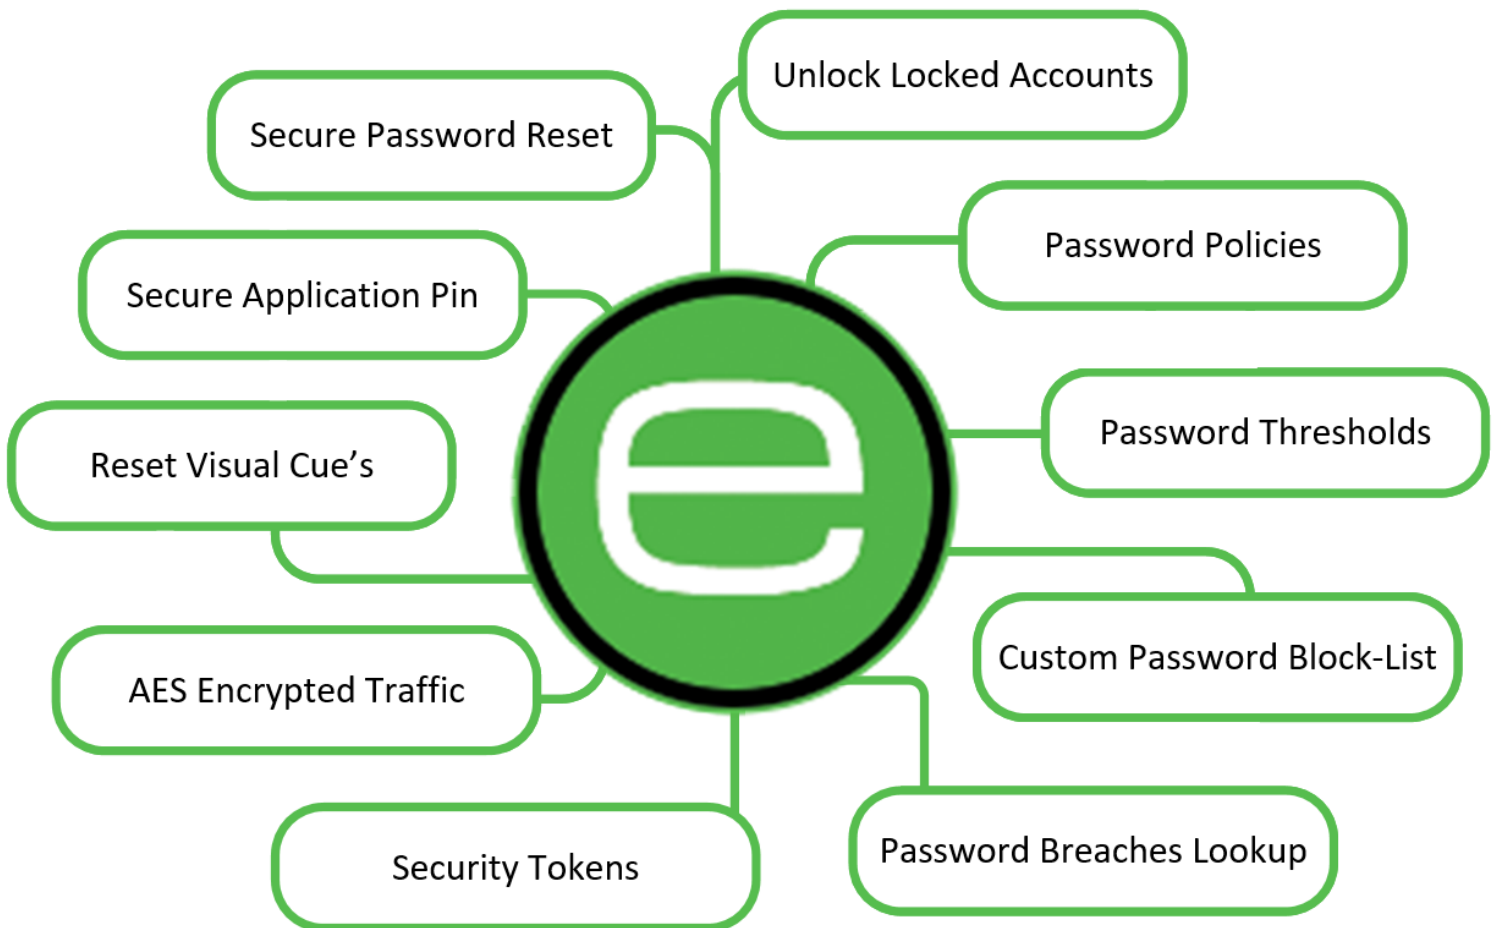 Unlock Locked Accounts
Secure Password Reset
Password Policies
Secure Application Pin
Password Thresholds
Reset Visual Cue’s
Custom Password Block-List
AES Encrypted Traffic
Password Breaches Lookup
Security Tokens
e